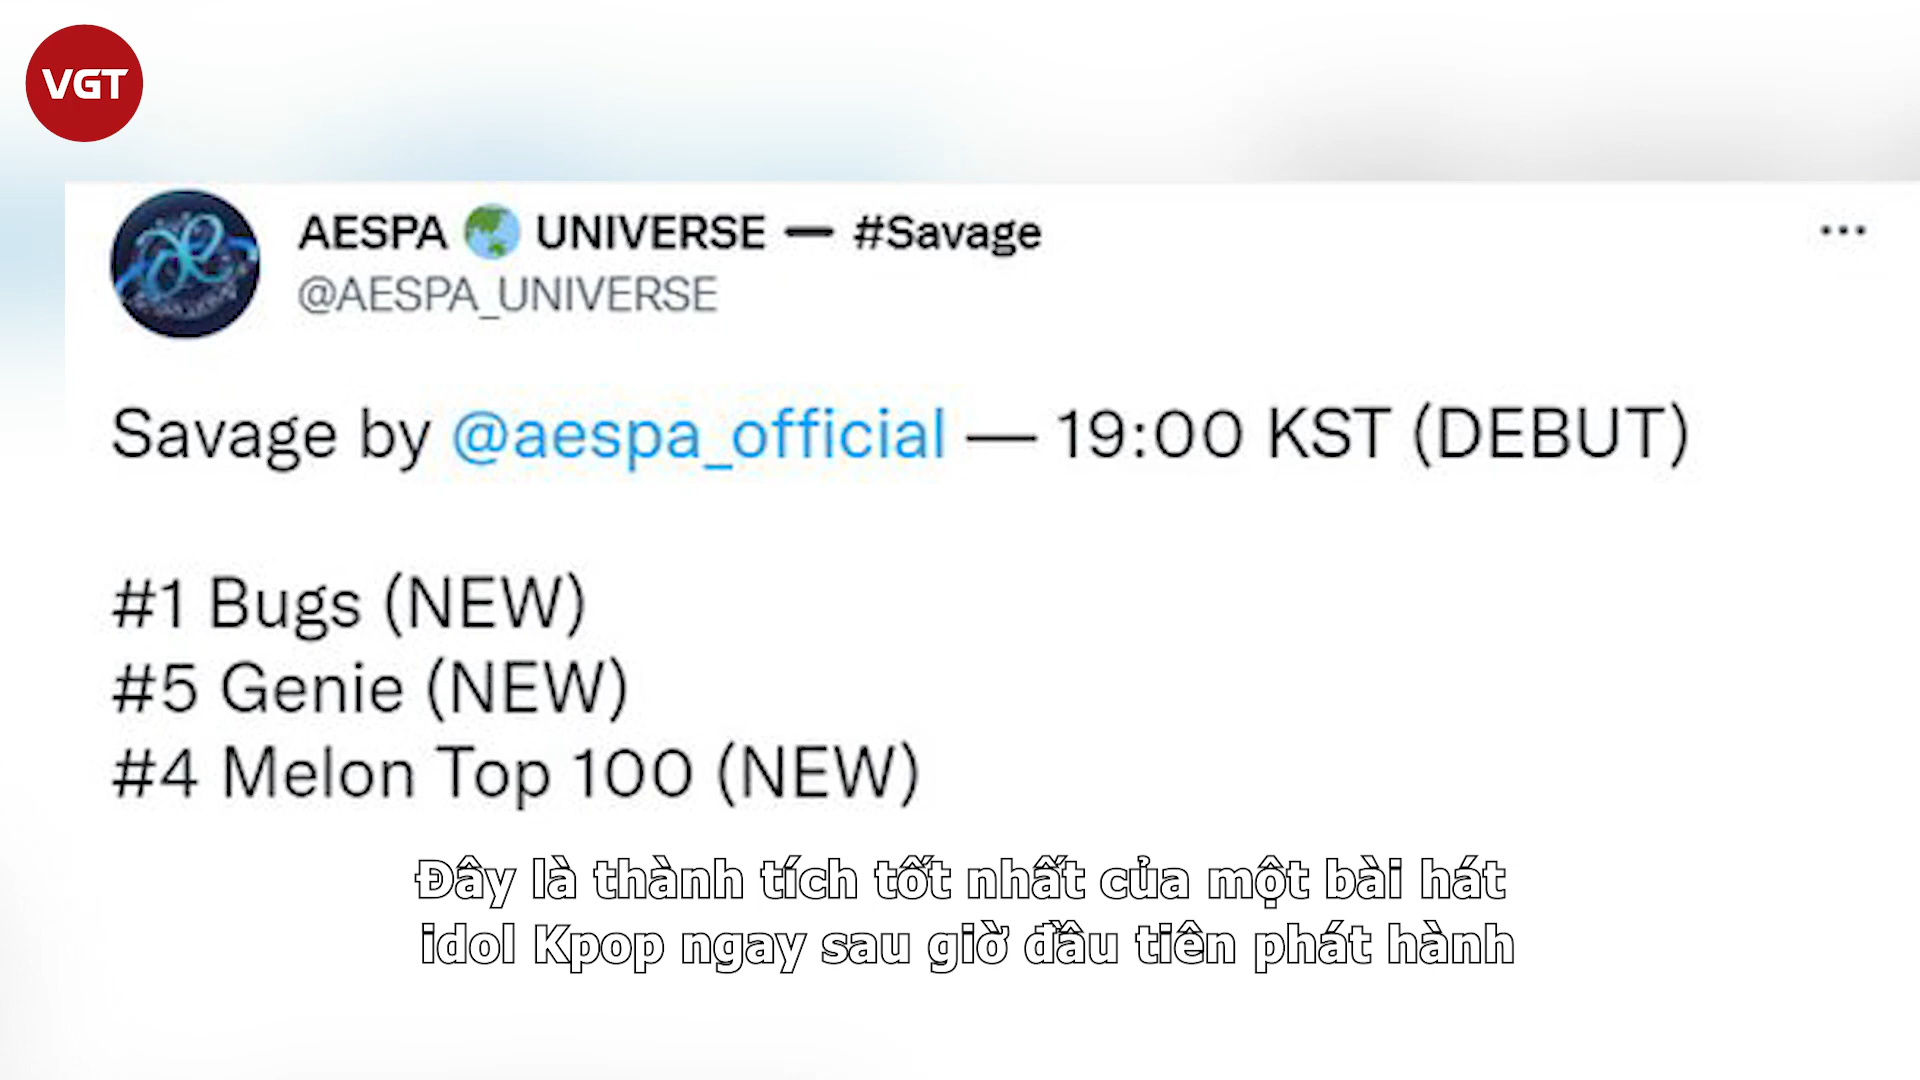 VGT
AESPA 🌏 UNIVERSE — #Savage
@AESPA_UNIVERSE
Savage by @aespa_official — 19:00 KST (DEBUT)
#1 Bugs (NEW)
#5 Genie (NEW)
#4 Melon Top 100 (NEW)
Đây là thành tích tốt nhất của một bài hát
idol Kpop ngay sau giờ đầu tiên phát hành